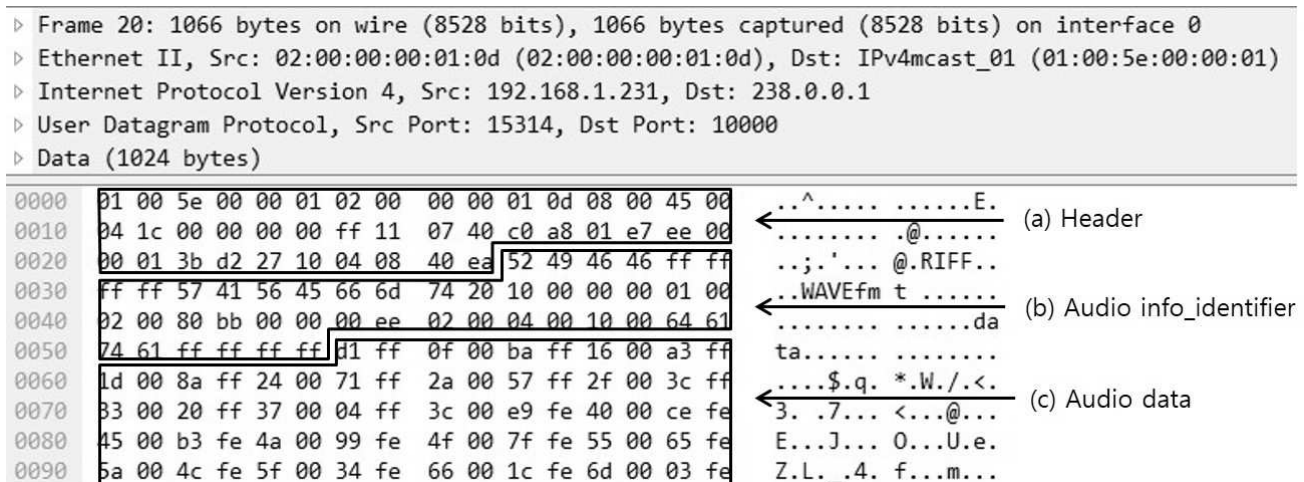 ▷ Frame 20: 1066 bytes on wire (8528 bits), 1066 bytes captured (8528 bits) on interface 0
▷ Ethernet II, Src: 02:00:00:00:01:0d (02:00:00:00:01:0d), Dst: IPv4mcast_01 (01:00:5e:00:00:01)
▷ Internet Protocol Version 4, Src: 192.168.1.231, Dst: 238.0.0.1
▷ User Datagram Protocol, Src Port: 15314, Dst Port: 10000
▷ Data (1024 bytes)
0000 01 00 5e 00 00 01 02 00 00 00 01 0d 08 00 45 00 ..^..... ......E.
0010 04 1c 00 00 00 00 ff 11 07 40 c0 a8 01 e7 ee 00 ........ .@......
0020 00 01 3b d2 27 10 04 08 40 ea 52 49 46 46 ff ff ..;.'... @.RIFF..
0030 ff ff 57 41 56 45 66 6d 74 20 10 00 00 00 01 00 ..WAVEfm t ......
0040 02 00 80 bb 00 00 00 ee 02 00 04 00 10 00 64 61 ........ ......da
0050 74 61 ff ff ff ff d1 ff 0f 00 ba ff 16 00 a3 ff ta...... ........
0060 1d 00 8a ff 24 00 71 ff 2a 00 57 ff 2f 00 3c ff ....$.q. *.W./.<.
0070 33 00 20 ff 37 00 04 ff 3c 00 e9 fe 40 00 ce fe 3. .7... <...@...
0080 45 00 b3 fe 4a 00 99 fe 4f 00 7f fe 55 00 65 fe E...J... O...U.e.
0090 5a 00 4c fe 5f 00 34 fe 66 00 1c fe 6d 00 03 fe Z.L._.4. f...m...
(a) Header
(b) Audio info_identifier
(c) Audio data